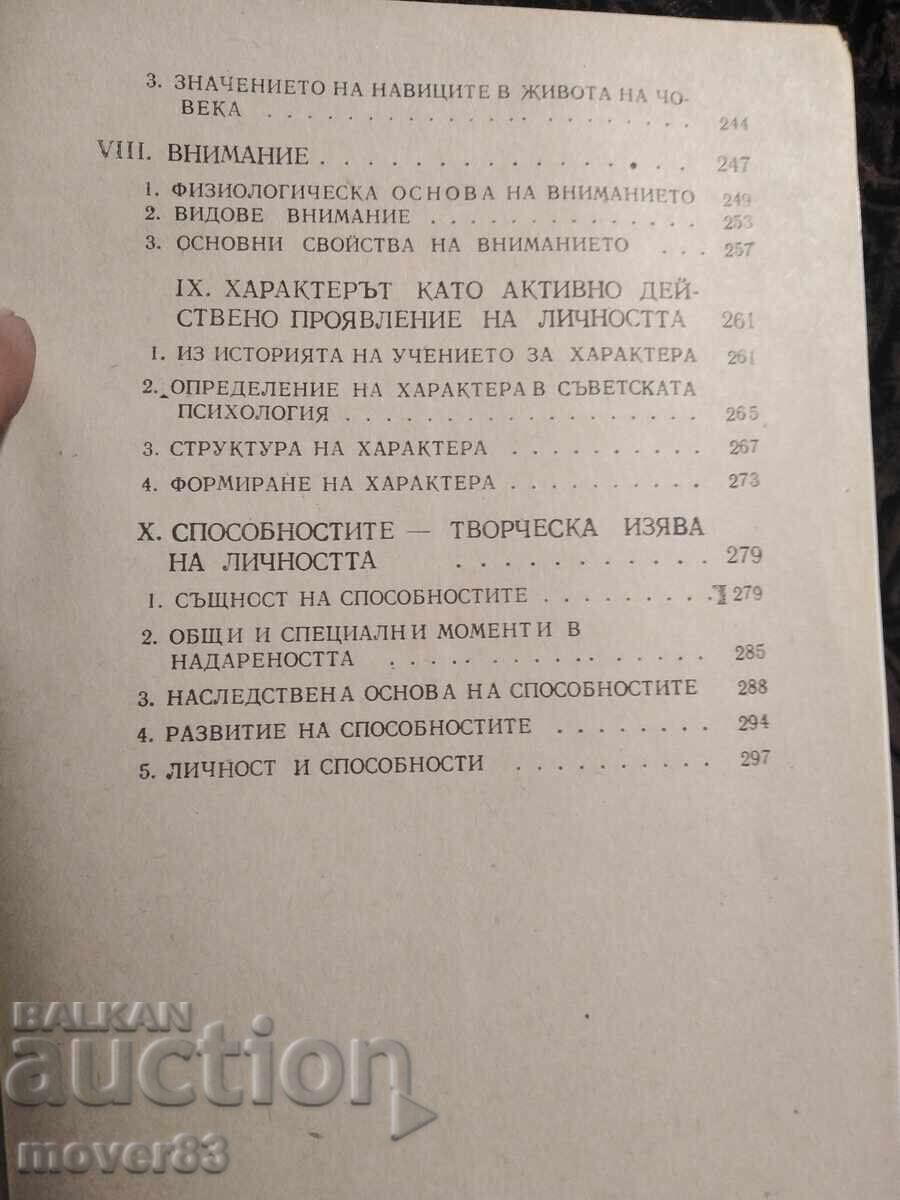 3. ЗНАЧЕНИЕТО НА НАВИЦИТЕ В ЖИВОТА НА ЧО-
ВЕКА . . . . . . . . . . . . . . . . . . . . 244
VIII. ВНИМАНИЕ . . . . . . . . . . . . . . . 247
1. ФИЗИОЛОГИЧЕСКА ОСНОВА НА ВНИМАНИЕТО 249
2. ВИДОВЕ ВНИМАНИЕ . . . . . . . . . . . . 253
3. ОСНОВНИ СВОЙСТВА НА ВНИМАНИЕТО . . . 257
IX. ХАРАКТЕРЪТ КАТО АКТИВНО ДЕЙ-
СТВЕНО ПРОЯВЛЕНИЕ НА ЛИЧНОСТТА 261
1. ИЗ ИСТОРИЯТА НА УЧЕНИЕТО ЗА ХАРАКТЕРА 261
2. ОПРЕДЕЛЕНИЕ НА ХАРАКТЕРА В СЪВЕТСКАТА
ПСИХОЛОГИЯ . . . . . . . . . . . . . . . . . 265
3. СТРУКТУРА НА ХАРАКТЕРА . . . . . . . . . . 267
4. ФОРМИРАНЕ НА ХАРАКТЕРА . . . . . . . . . . 273
X. СПОСОБНОСТИТЕ — ТВОРЧЕСКА ИЗЯВА
НА ЛИЧНОСТТА . . . . . . . . . . . 279
1. СЪЩНОСТ НА СПОСОБНОСТИТЕ . . . . . . . . . 279
2. ОБЩИ И СПЕЦИАЛНИ МОМЕНТИ В
НАДАРЕНОСТТА . . . . . . . . . . . . . . . . 285
3. НАСЛЕДСТВЕНА ОСНОВА НА СПОСОБНОСТИТЕ 288
4. РАЗВИТИЕ НА СПОСОБНОСТИТЕ . . . . . . . . 294
5. ЛИЧНОСТ И СПОСОБНОСТИ . . . . . . . . . . 297
BALKAN
auction
mover83